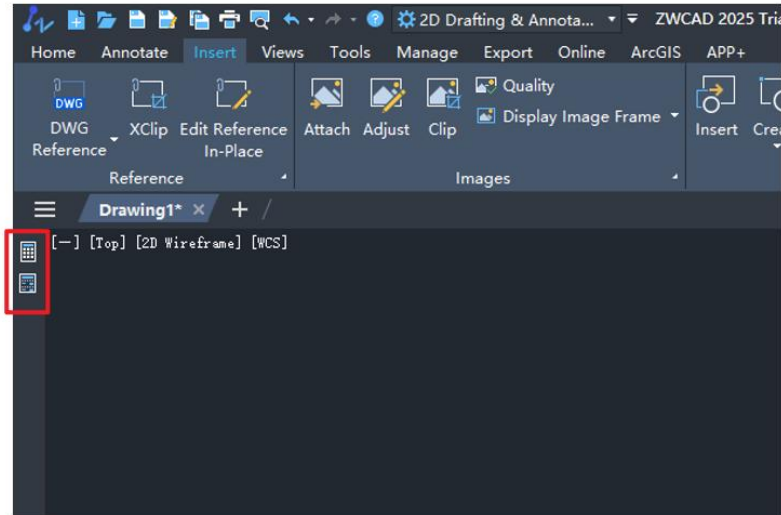 2D Drafting & Annota... ZWCAD 2025 Tria
Home Annotate Insert Views Tools Manage Export Online ArcGIS APP+
DWG
DWG Reference
XClip
Edit Reference In-Place
Attach
Adjust
Clip
Quality
Display Image Frame
Insert
Crea
Reference
Images
Drawing1*
[—] [Top] [2D Wireframe] [WCS]